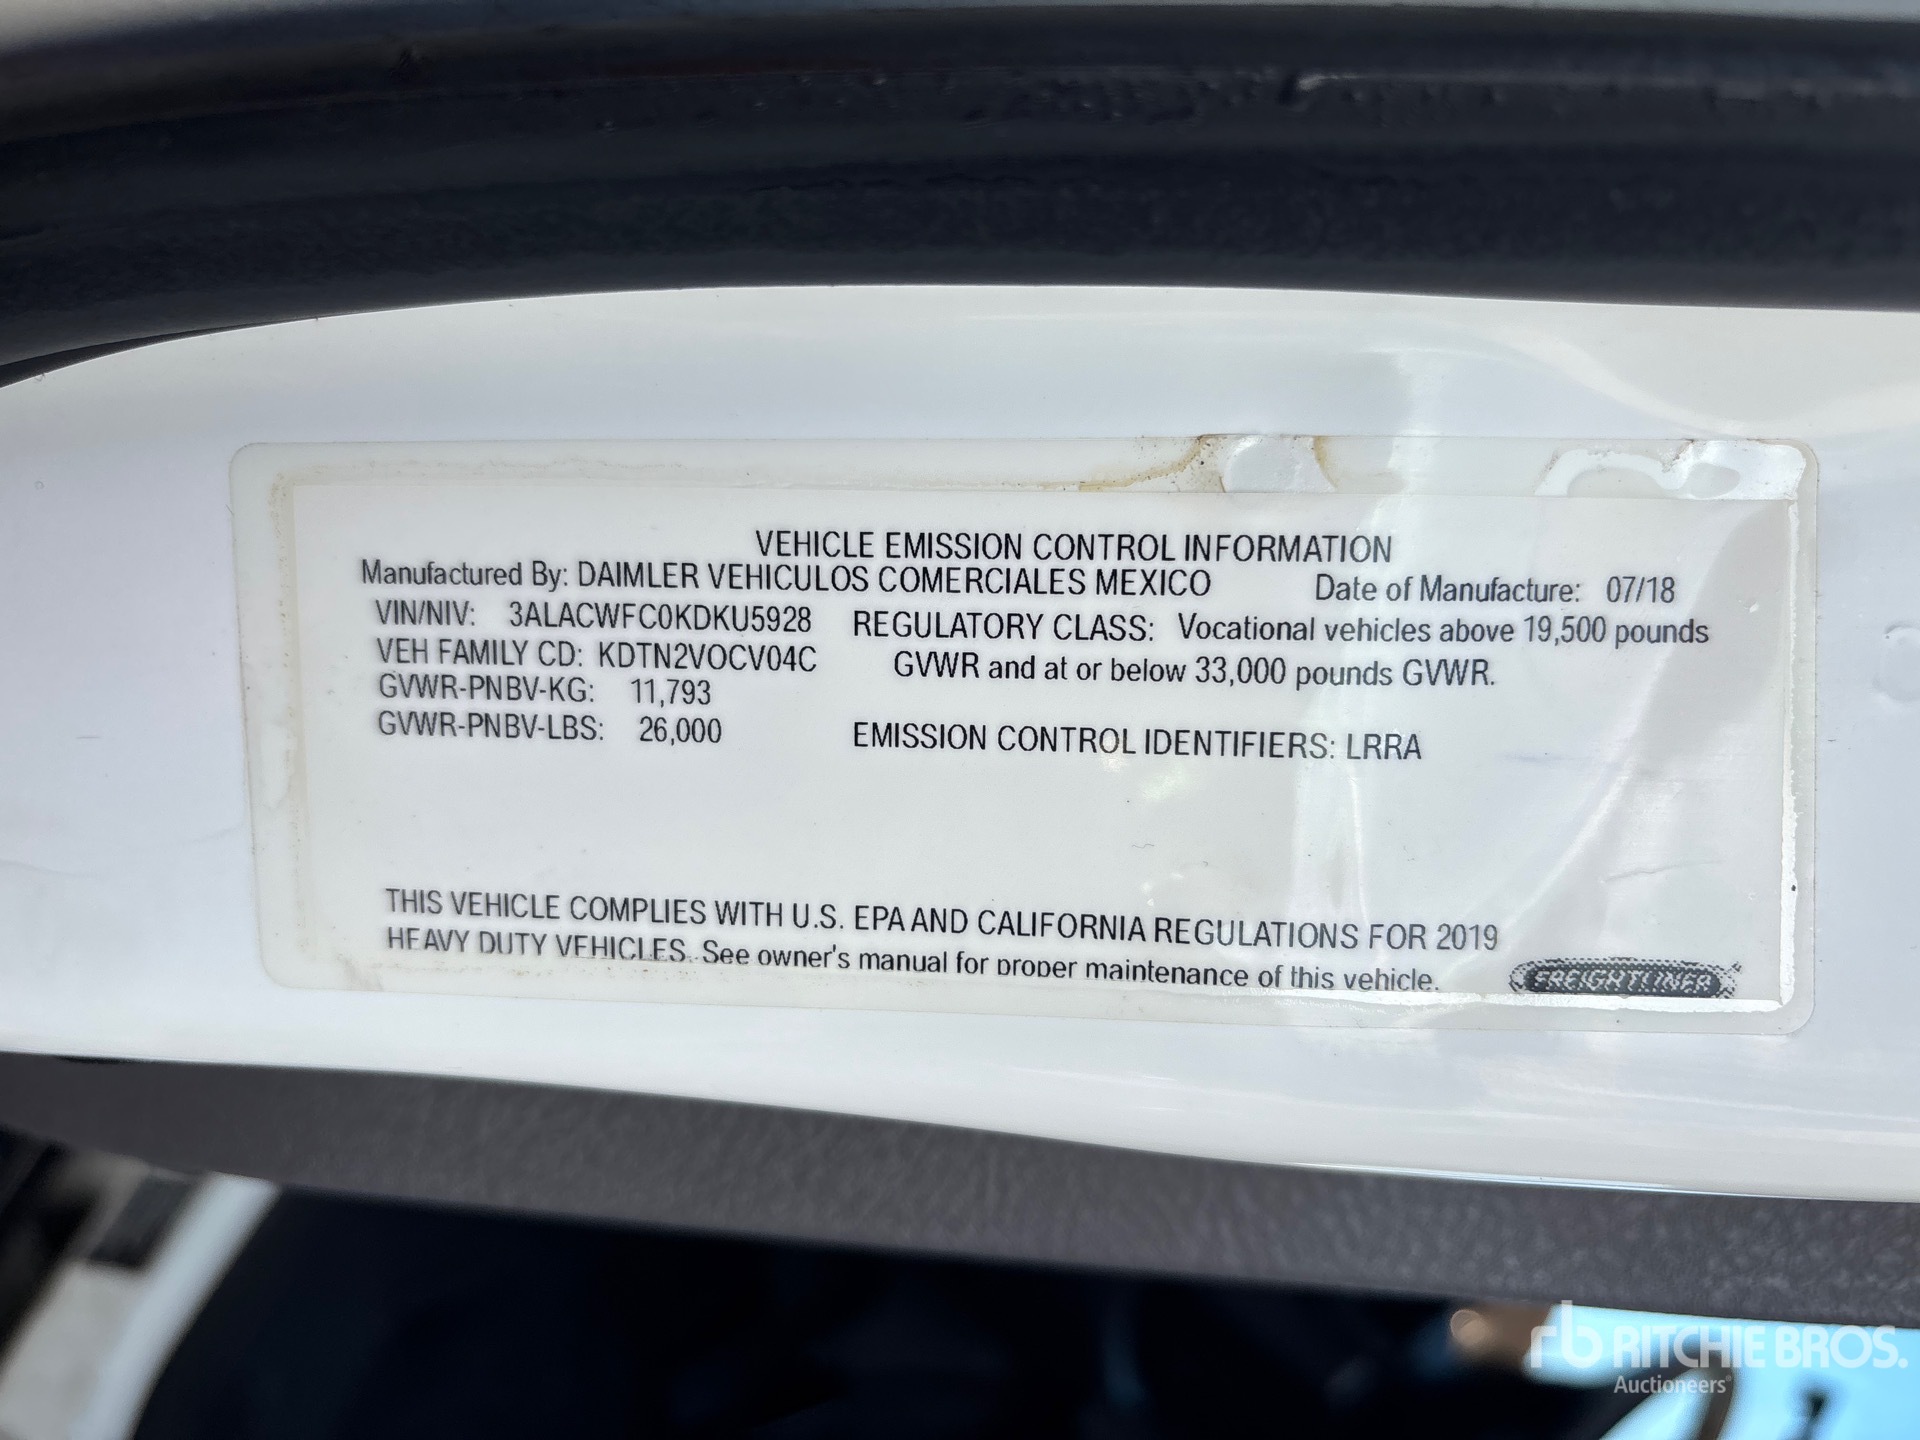 VEHICLE EMISSION CONTROL INFORMATION
Manufactured By: DAIMLER VEHICULOS COMERCIALES MEXICO Date of Manufacture: 07/18
VIN/NIV: 3ALACWFC0KDKU5928 REGULATORY CLASS: Vocational vehicles above 19,500 pounds
VEH FAMILY CD: KDTN2VOCV04C GVWR and at or below 33,000 pounds GVWR.
GVWR-PNBV-KG: 11,793
GVWR-PNBV-LBS: 26,000 EMISSION CONTROL IDENTIFIERS: LRRA
THIS VEHICLE COMPLIES WITH U.S. EPA AND CALIFORNIA REGULATIONS FOR 2019
HEAVY DUTY VEHICLES. See owner's manual for proper maintenance of this vehicle.
FREIGHTLINER
rb RITCHIE BROS.
Auctioneers